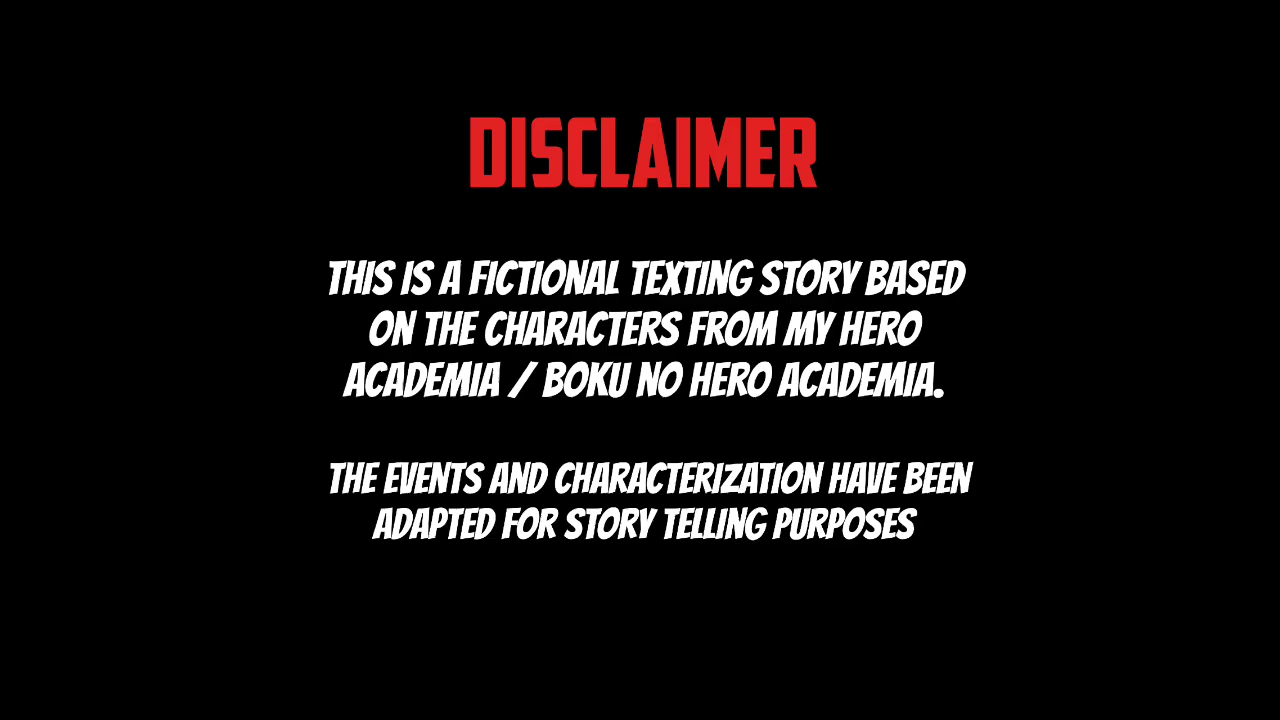 DISCLAIMER
THIS IS A FICTIONAL TEXTING STORY BASED
ON THE CHARACTERS FROM MY HERO
ACADEMIA / BOKU NO HERO ACADEMIA.
THE EVENTS AND CHARACTERIZATION HAVE BEEN
ADAPTED FOR STORY TELLING PURPOSES